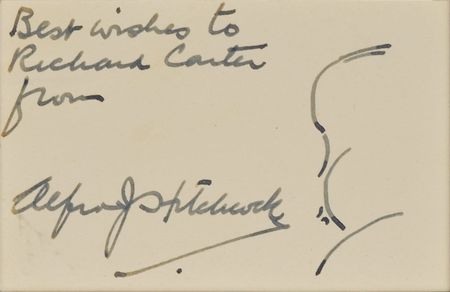 Best wishes to
Richard Carter
from
Alfred J Hitchcock